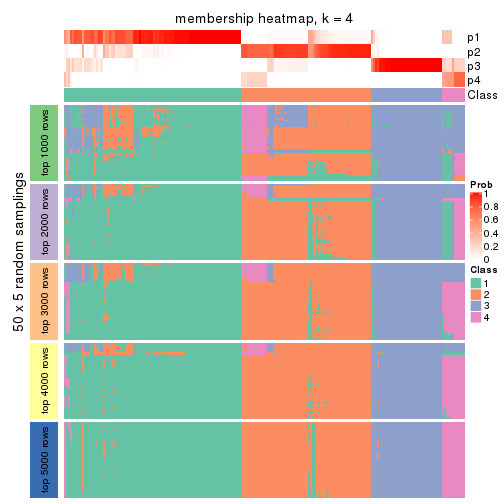 membership heatmap, k = 4
p1
p2
p3
p4
Class
50 x 5 random samplings
top 1000 rows
top 2000 rows
top 3000 rows
top 4000 rows
top 5000 rows
Prob
1
0.8
0.6
0.4
0.2
0
Class
1
2
3
4